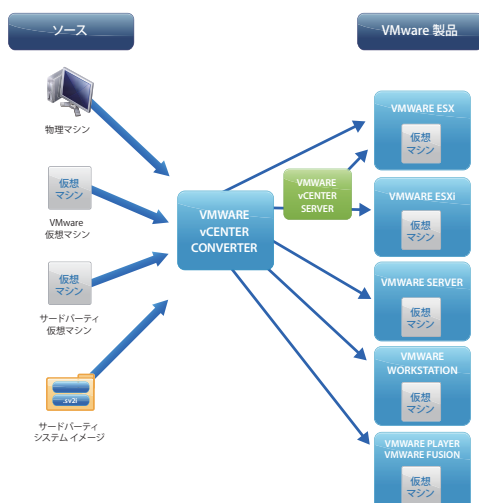 ソース
VMware 製品
物理マシン
仮想
マシン
VMware
仮想マシン
仮想
マシン
サードパーティ
仮想マシン
.sv2i
サードパーティ
システム イメージ
VMWARE
vCENTER
CONVERTER
VMWARE
vCENTER
SERVER
VMWARE ESX
仮想
マシン
VMWARE ESXi
仮想
マシン
VMWARE SERVER
仮想
マシン
VMWARE
WORKSTATION
仮想
マシン
VMWARE PLAYER
VMWARE FUSION
仮想
マシン